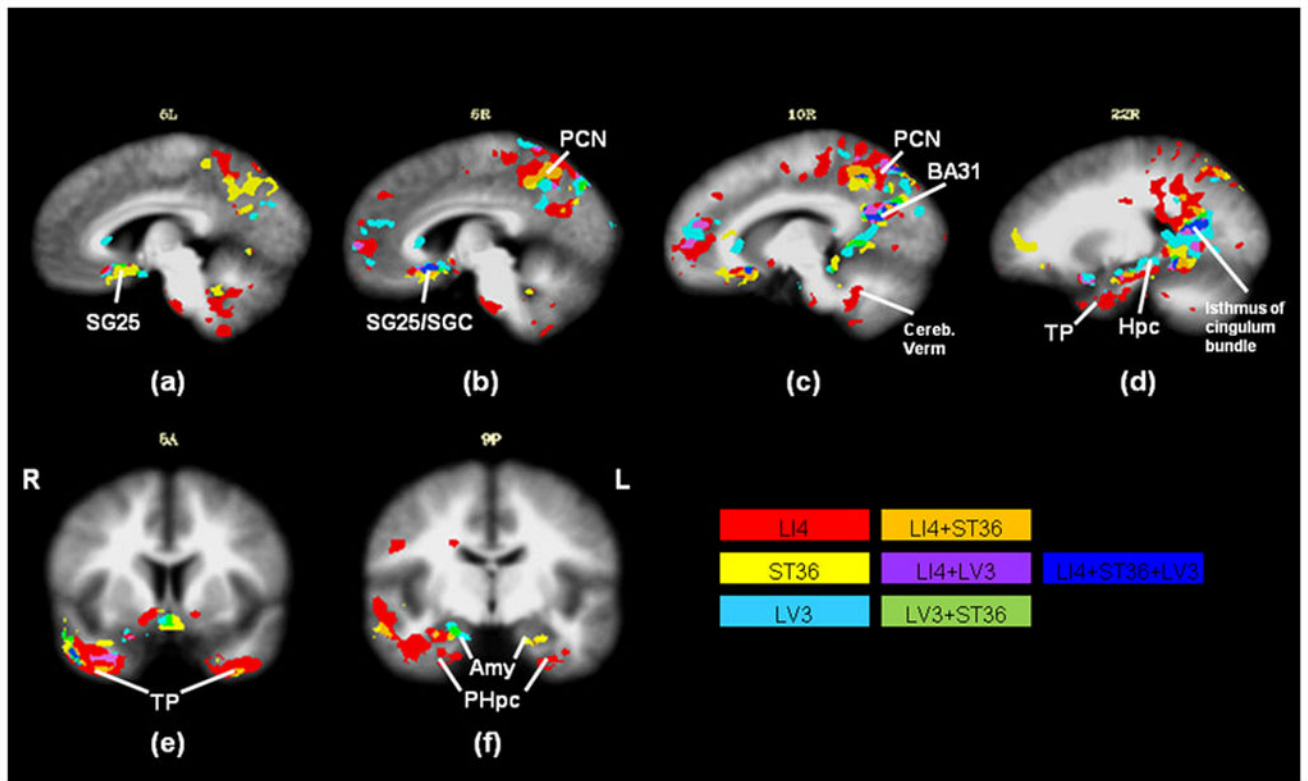 6L
6R
10R
22R
PCN
PCN
BA31
SG25
SG25/SGC
Cereb.
Verm
TP
Hpc
Isthmus of
cingulum
bundle
(a)
(b)
(c)
(d)
5A
9P
R
L
LI4
LI4+ST36
ST36
LI4+LV3
LI4+ST36+LV3
LV3
LV3+ST36
TP
Amy
PHpc
(e)
(f)